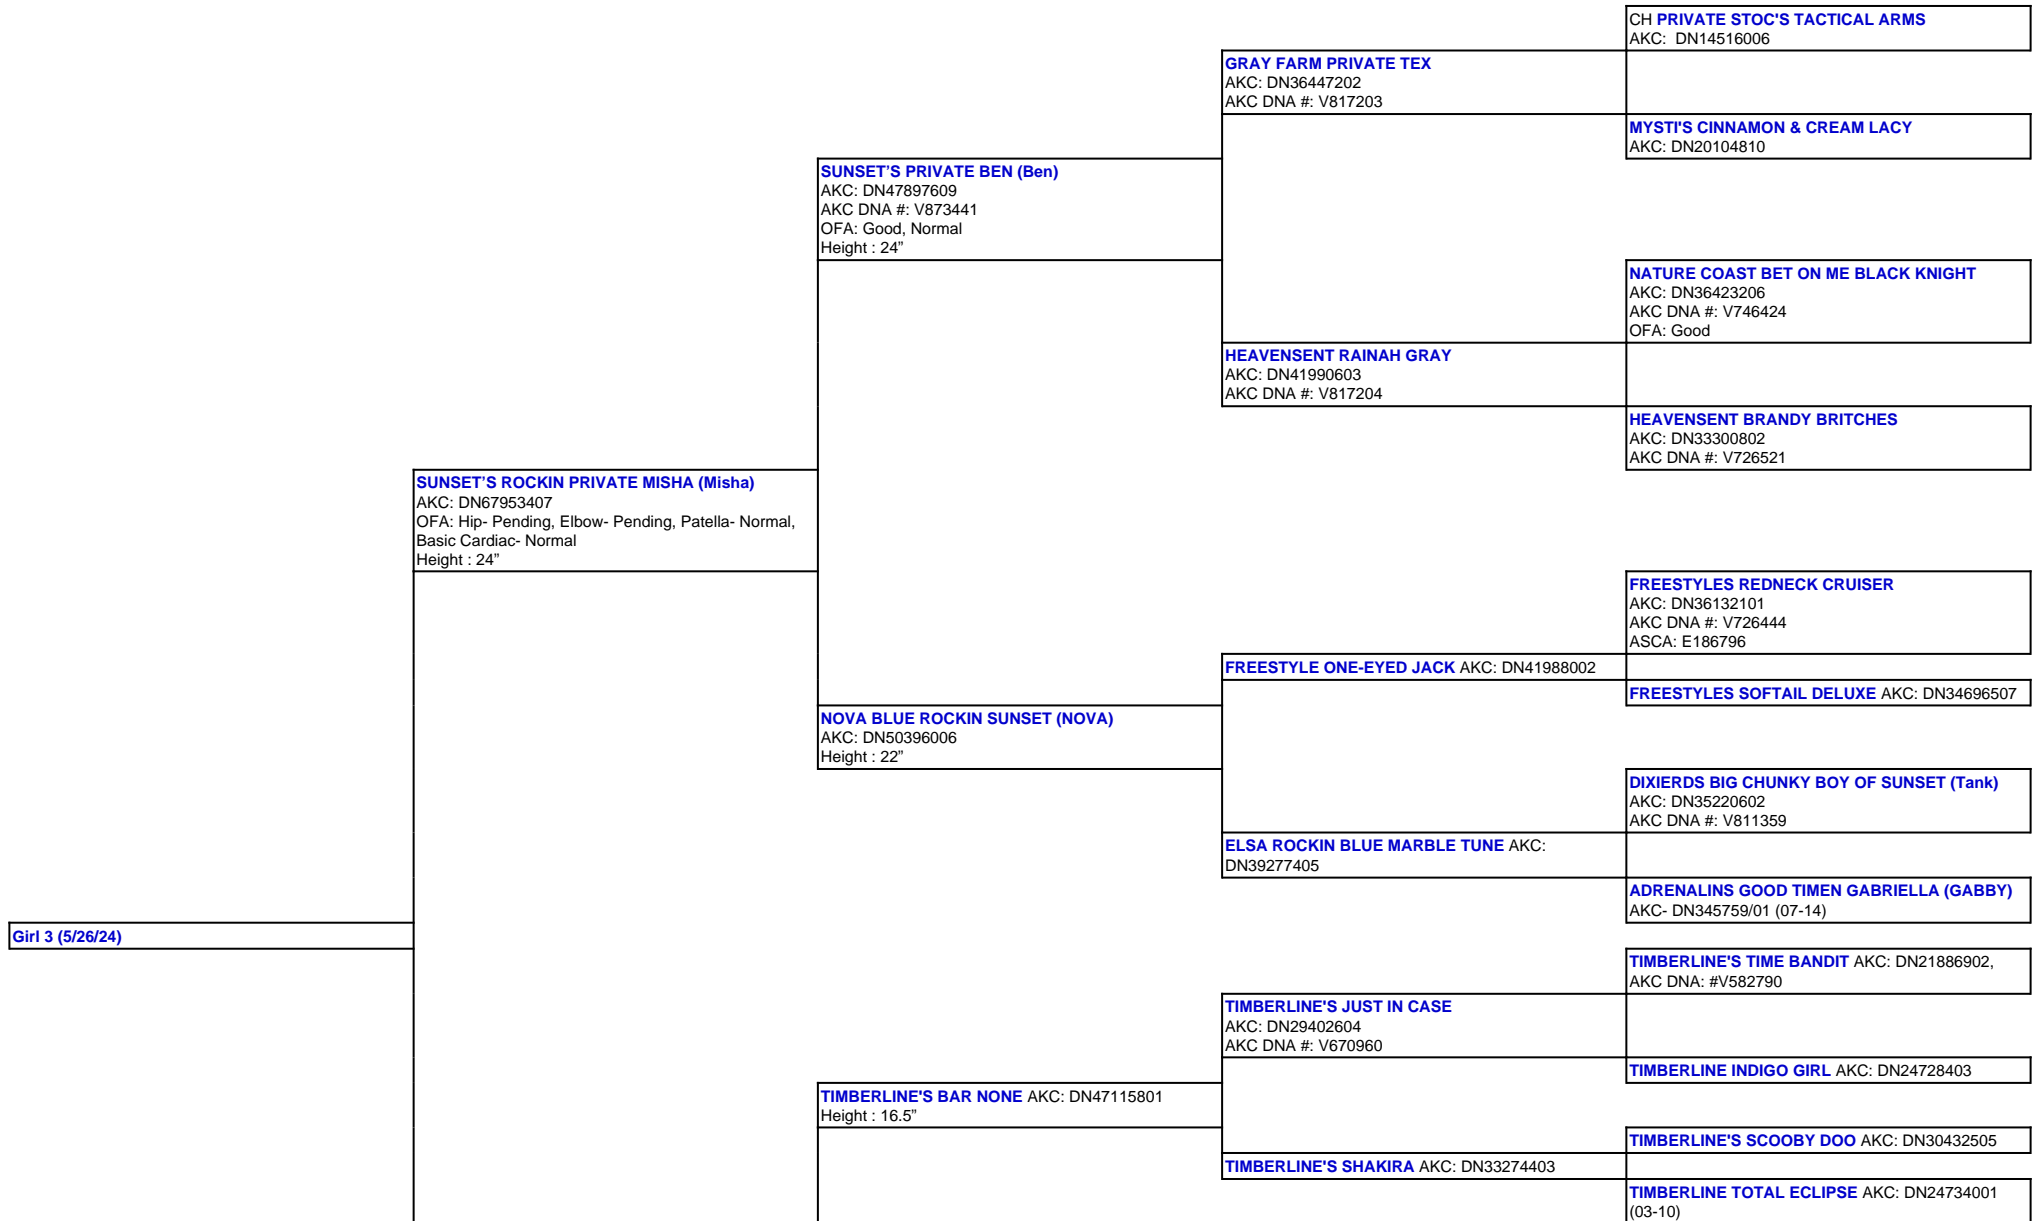 CH PRIVATE STOC'S TACTICAL ARMS
AKC: DN14516006
GRAY FARM PRIVATE TEX
AKC: DN36447202
AKC DNA #: V817203
MYSTI'S CINNAMON & CREAM LACY
AKC: DN20104810
SUNSET’S PRIVATE BEN (Ben)
AKC: DN47897609
AKC DNA #: V873441
OFA: Good, Normal
Height : 24”
NATURE COAST BET ON ME BLACK KNIGHT
AKC: DN36423206
AKC DNA #: V746424
OFA: Good
HEAVENSENT RAINAH GRAY
AKC: DN41990603
AKC DNA #: V817204
HEAVENSENT BRANDY BRITCHES
AKC: DN33300802
AKC DNA #: V726521
SUNSET’S ROCKIN PRIVATE MISHA (Misha)
AKC: DN67953407
OFA: Hip- Pending, Elbow- Pending, Patella- Normal,
Basic Cardiac- Normal
Height : 24”
FREESTYLES REDNECK CRUISER
AKC: DN36132101
AKC DNA #: V726444
ASCA: E186796
FREESTYLE ONE-EYED JACK AKC: DN41988002
FREESTYLES SOFTAIL DELUXE AKC: DN34696507
NOVA BLUE ROCKIN SUNSET (NOVA)
AKC: DN50396006
Height : 22”
DIXIERDS BIG CHUNKY BOY OF SUNSET (Tank)
AKC: DN35220602
AKC DNA #: V811359
ELSA ROCKIN BLUE MARBLE TUNE AKC:
DN39277405
ADRENALINS GOOD TIMEN GABRIELLA (GABBY)
AKC- DN345759/01 (07-14)
Girl 3 (5/26/24)
TIMBERLINE'S TIME BANDIT AKC: DN21886902,
AKC DNA: #V582790
TIMBERLINE'S JUST IN CASE
AKC: DN29402604
AKC DNA #: V670960
TIMBERLINE INDIGO GIRL AKC: DN24728403
TIMBERLINE'S BAR NONE AKC: DN47115801
Height : 16.5”
TIMBERLINE'S SCOOBY DOO AKC: DN30432505
TIMBERLINE'S SHAKIRA AKC: DN33274403
TIMBERLINE TOTAL ECLIPSE AKC: DN24734001
(03-10)